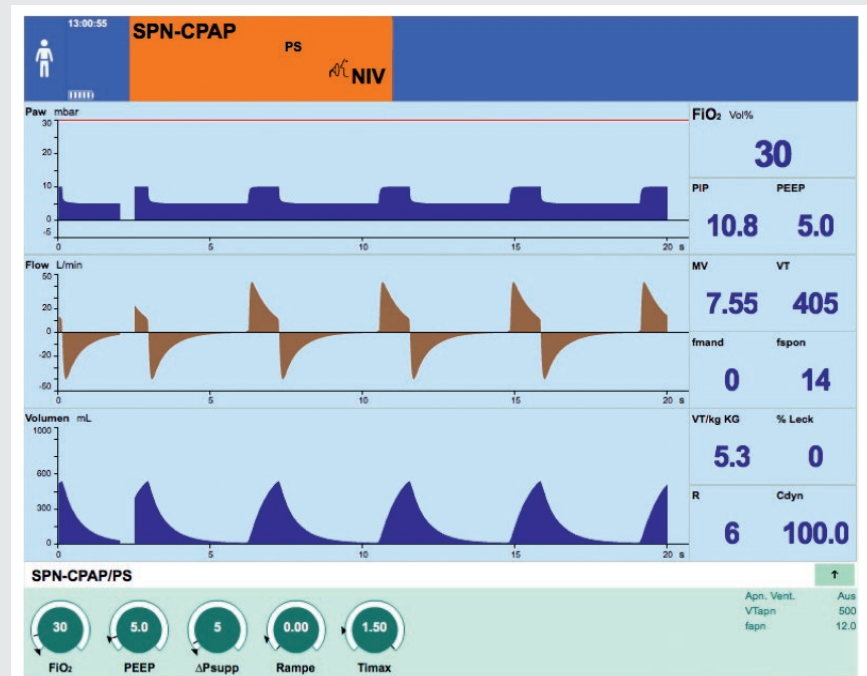 13:00:55
SPN-CPAP
PS
NIV
Paw mbar
30
20
10
0
-5
0 5 10 15 20 s
Flow L/min
50
20
0
-20
-50
0 5 10 15 20 s
Volumen mL
1000
600
300
0
0 5 10 15 20 s
FiO₂ Vol%
30
PIP PEEP
10.8 5.0
MV VT
7.55 405
fmand fspon
0 14
VT/kg KG % Leck
5.3 0
R Cdyn
6 100.0
SPN-CPAP/PS
30 5.0 5 0.00 1.50
FiO₂ PEEP ΔPsupp Rampe Timax
Apn. Vent. Aus
VTapn 500
fapn 12.0